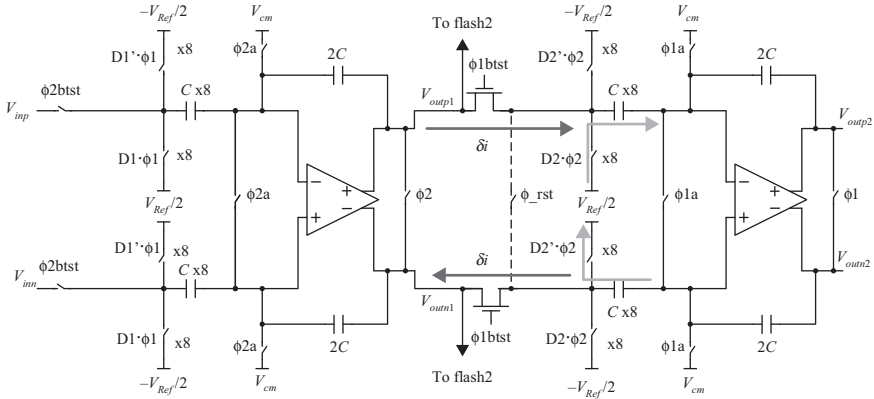 −V_Ref/2
V_cm
To flash2
−V_Ref/2
V_cm
D1'·ϕ1
x8
ϕ2a
2C
ϕ1btst
D2'·ϕ2
x8
ϕ1a
2C
ϕ2btst
C x8
C x8
V_inp
V_outp1
V_outp2
D1·ϕ1
x8
δi
D2·ϕ2
x8
V_Ref/2
ϕ2a
− +
+ −
ϕ2
ϕ_rst
V_Ref/2
ϕ1a
− +
+ −
ϕ1
D1'·ϕ1
x8
D2'·ϕ2
x8
ϕ2btst
C x8
δi
C x8
V_inn
V_outn1
V_outn2
D1·ϕ1
x8
ϕ2a
2C
ϕ1btst
D2·ϕ2
x8
ϕ1a
2C
−V_Ref/2
V_cm
To flash2
−V_Ref/2
V_cm